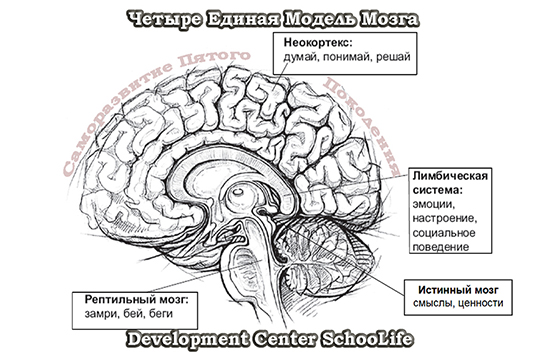 Четыре Единая Модель Мозга
Неокортекс:
думай, понимай, решай
Саморазвитие Пятого Поколения
Лимбическая
система:
эмоции,
настроение,
социальное
поведение
Истинный мозг
смыслы, ценности
Рептильный мозг:
замри, бей, беги
Development Center SchooLife